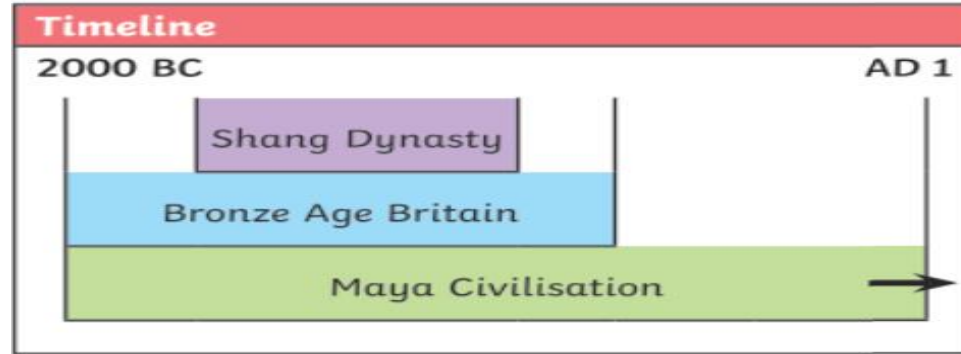 Timeline
2000 BC AD 1
Shang Dynasty
Bronze Age Britain
Maya Civilisation